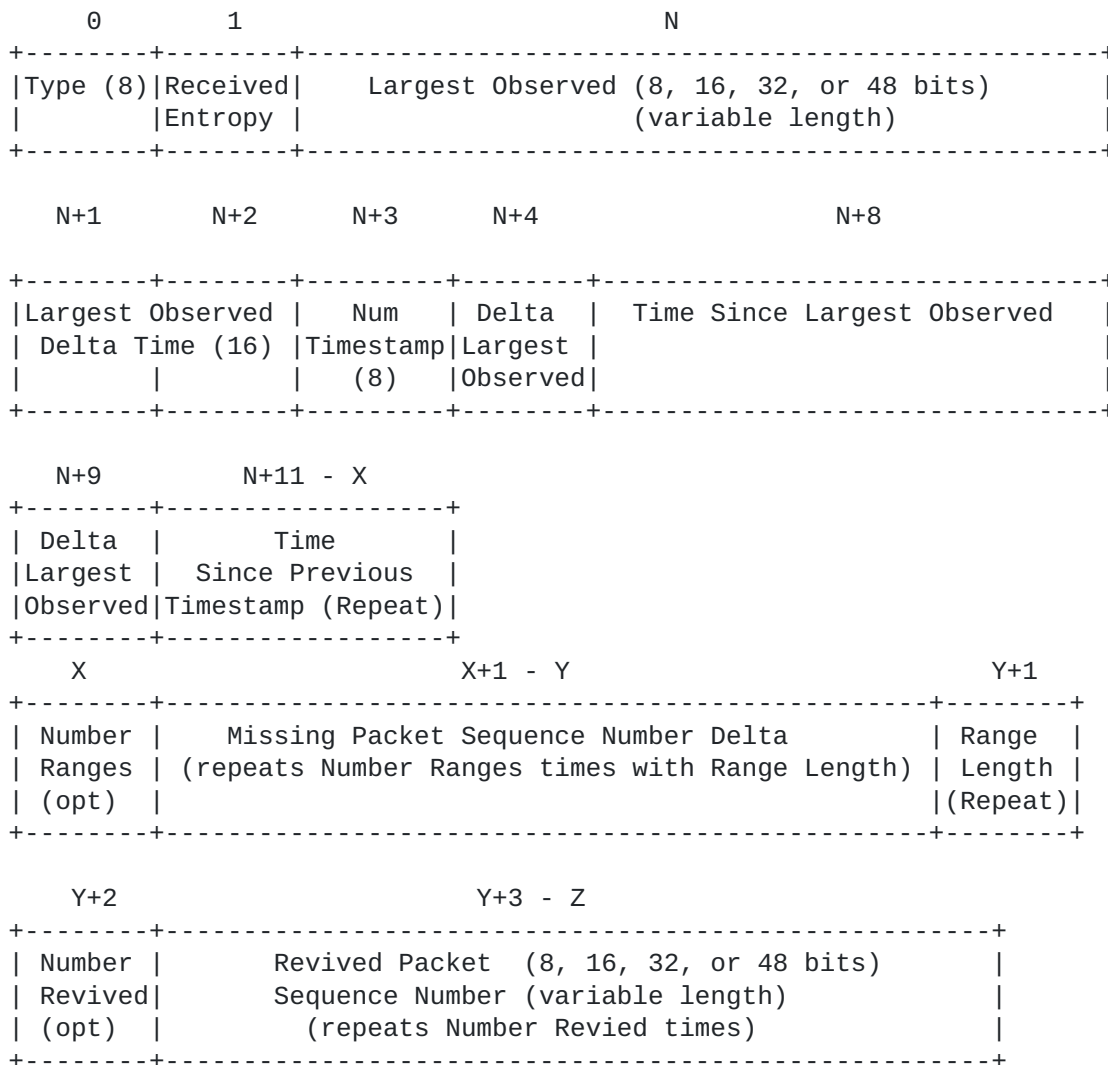 0        1                           N
+--------+--------+---------------------------------------------------+
|Type (8)|Received|    Largest Observed (8, 16, 32, or 48 bits)       |
|        |Entropy |                     (variable length)             |
+--------+--------+---------------------------------------------------+

   N+1       N+2      N+3      N+4                   N+8

+--------+--------+---------+--------+--------------------------------+
|Largest Observed |   Num   | Delta  |  Time Since Largest Observed   |
| Delta Time (16) |Timestamp|Largest |                                |
|        |        |   (8)   |Observed|                                |
+--------+--------+---------+--------+--------------------------------+

   N+9         N+11 - X
+--------+------------------+
| Delta  |       Time       |
|Largest |  Since Previous  |
|Observed|Timestamp (Repeat)|
+--------+------------------+
    X                        X+1 - Y                           Y+1
+--------+-------------------------------------------------+--------+
| Number |    Missing Packet Sequence Number Delta         | Range  |
| Ranges | (repeats Number Ranges times with Range Length) | Length |
| (opt)  |                                                 |(Repeat)|
+--------+-------------------------------------------------+--------+

    Y+2                       Y+3 - Z
+--------+-----------------------------------------------------+
| Number |       Revived Packet  (8, 16, 32, or 48 bits)       |
| Revived|       Sequence Number (variable length)             |
| (opt)  |         (repeats Number Revied times)               |
+--------+-----------------------------------------------------+